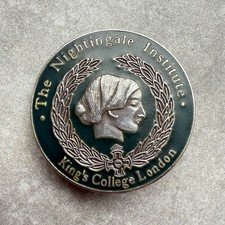 · The Nightingale Institute ·
King's College London